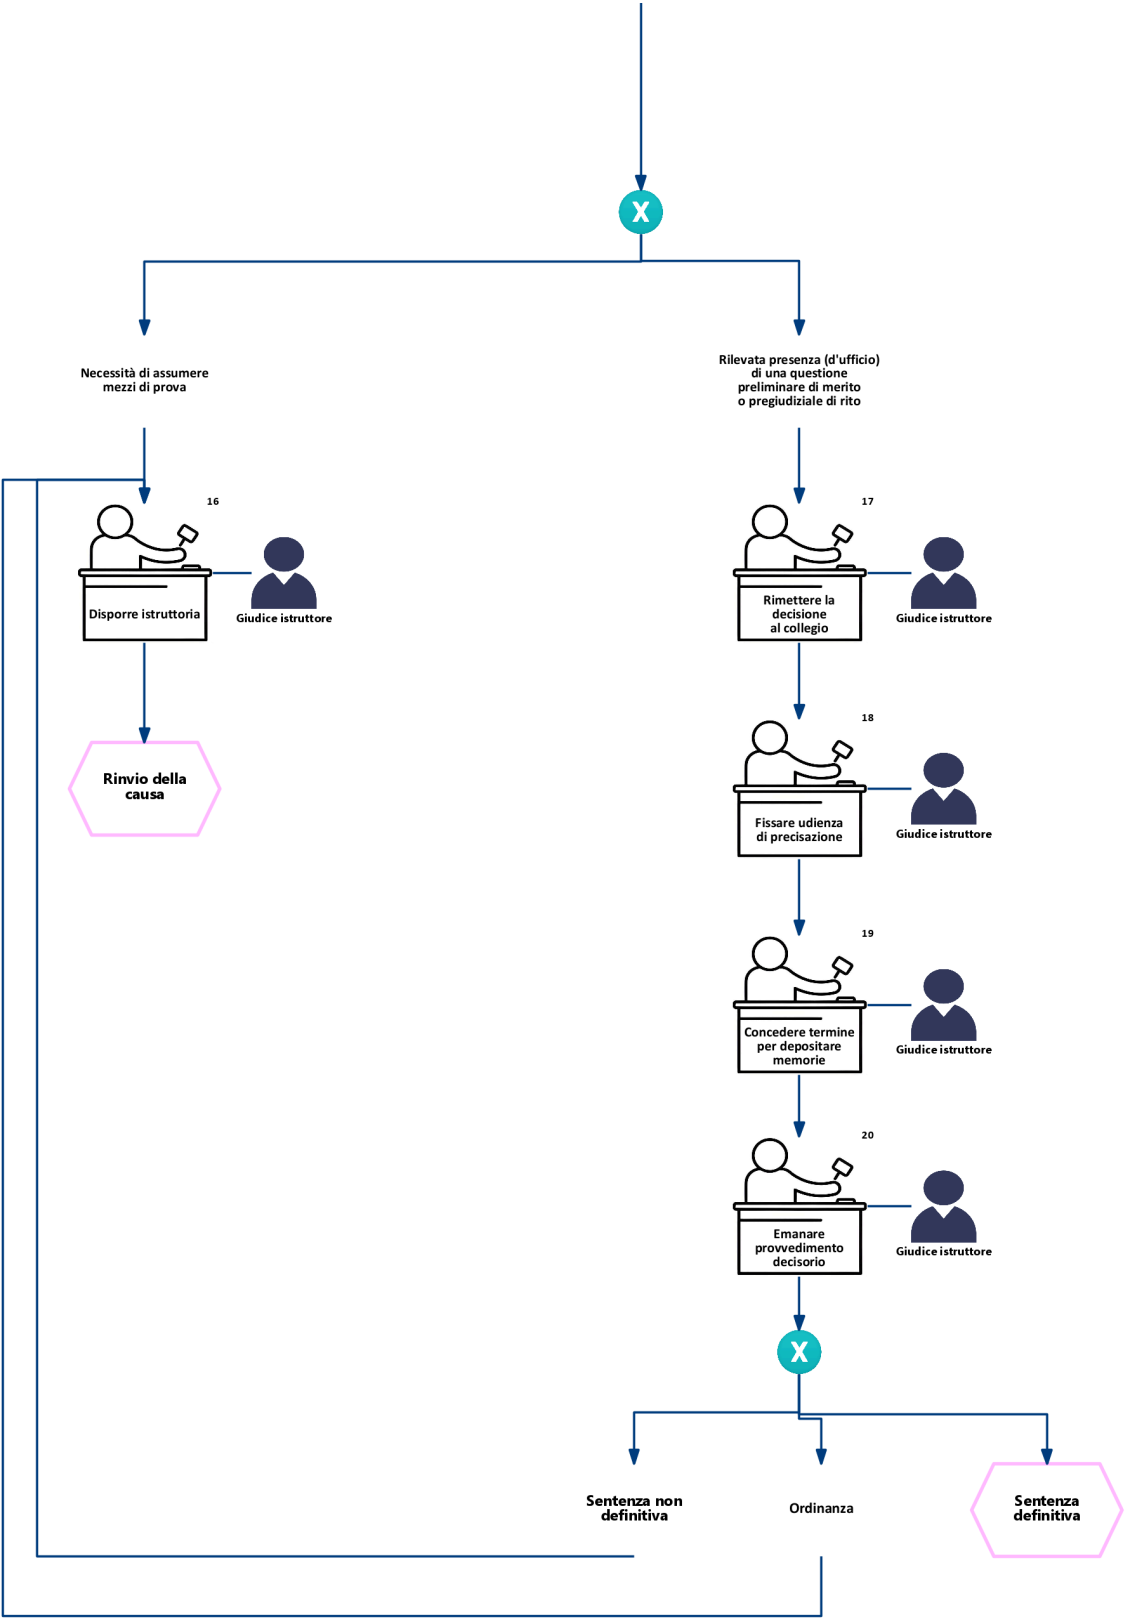 X
Necessità di assumere
mezzi di prova
Rilevata presenza (d'ufficio)
di una questione
preliminare di merito
o pregiudiziale di rito
16
Disporre istruttoria
Giudice istruttore
17
Rimettere la
decisione
al collegio
Giudice istruttore
Rinvio della
causa
18
Fissare udienza
di precisazione
Giudice istruttore
19
Concedere termine
per depositare
memorie
Giudice istruttore
20
Emanare
provvedimento
decisorio
Giudice istruttore
X
Sentenza non
definitiva
Ordinanza
Sentenza
definitiva